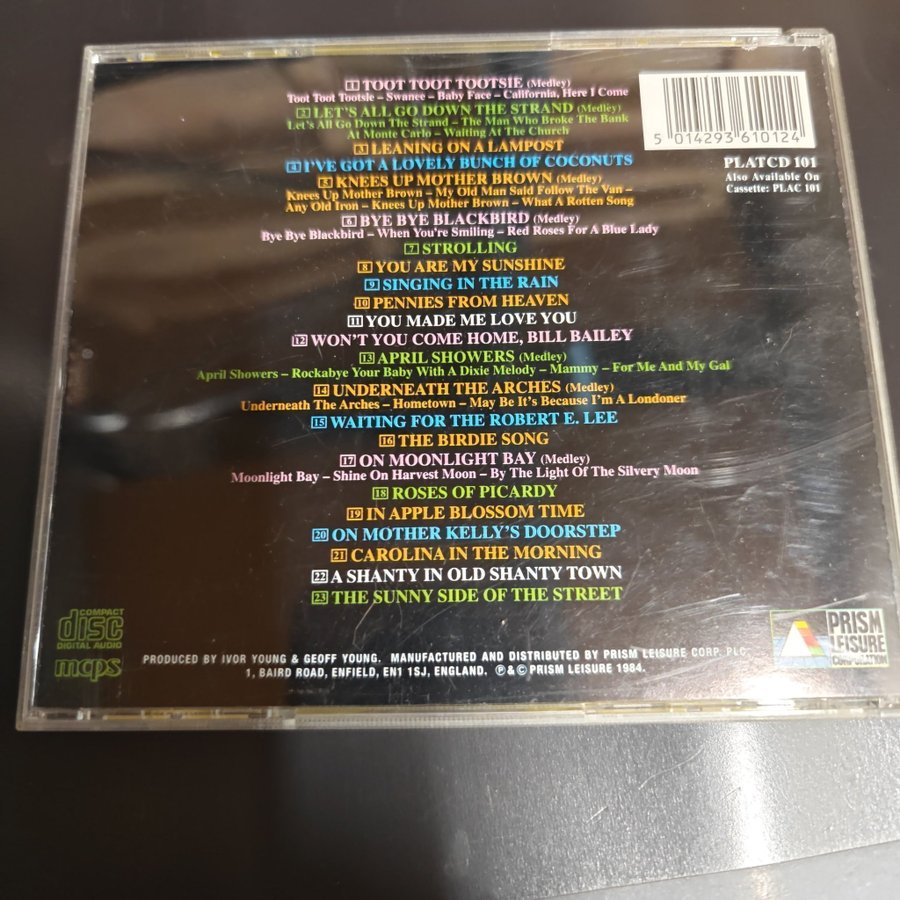 1 TOOT TOOT TOOTSIE (Medley)
Toot Toot Tootsie – Swanee – Baby Face – California, Here I Come
2 LET'S ALL GO DOWN THE STRAND (Medley)
Let's All Go Down The Strand – The Man Who Broke The Bank
At Monte Carlo – Waiting At The Church
3 LEANING ON A LAMPOST
4 I'VE GOT A LOVELY BUNCH OF COCONUTS
5 KNEES UP MOTHER BROWN (Medley)
Knees Up Mother Brown – My Old Man Said Follow The Van –
Any Old Iron – Knees Up Mother Brown – What A Rotten Song
6 BYE BYE BLACKBIRD (Medley)
Bye Bye Blackbird – When You're Smiling – Red Roses For A Blue Lady
7 STROLLING
8 YOU ARE MY SUNSHINE
9 SINGING IN THE RAIN
10 PENNIES FROM HEAVEN
11 YOU MADE ME LOVE YOU
12 WON'T YOU COME HOME, BILL BAILEY
13 APRIL SHOWERS (Medley)
April Showers – Rockabye Your Baby With A Dixie Melody – Mammy – For Me And My Gal
14 UNDERNEATH THE ARCHES (Medley)
Underneath The Arches – Hometown – May Be It's Because I'm A Londoner
15 WAITING FOR THE ROBERT E. LEE
16 THE BIRDIE SONG
17 ON MOONLIGHT BAY (Medley)
Moonlight Bay – Shine On Harvest Moon – By The Light Of The Silvery Moon
18 ROSES OF PICARDY
19 IN APPLE BLOSSOM TIME
20 ON MOTHER KELLY'S DOORSTEP
21 CAROLINA IN THE MORNING
22 A SHANTY IN OLD SHANTY TOWN
23 THE SUNNY SIDE OF THE STREET
5 014293 610124
PLATCD 101
Also Available On
Cassette: PLAC 101
COMPACT
disc
DIGITAL AUDIO
mcps
PRODUCED BY IVOR YOUNG & GEOFF YOUNG. MANUFACTURED AND DISTRIBUTED BY PRISM LEISURE CORP. PLC.
1, BAIRD ROAD, ENFIELD, EN1 1SJ, ENGLAND. ℗&© PRISM LEISURE 1984.
PRISM
LEISURE
CORPORATION